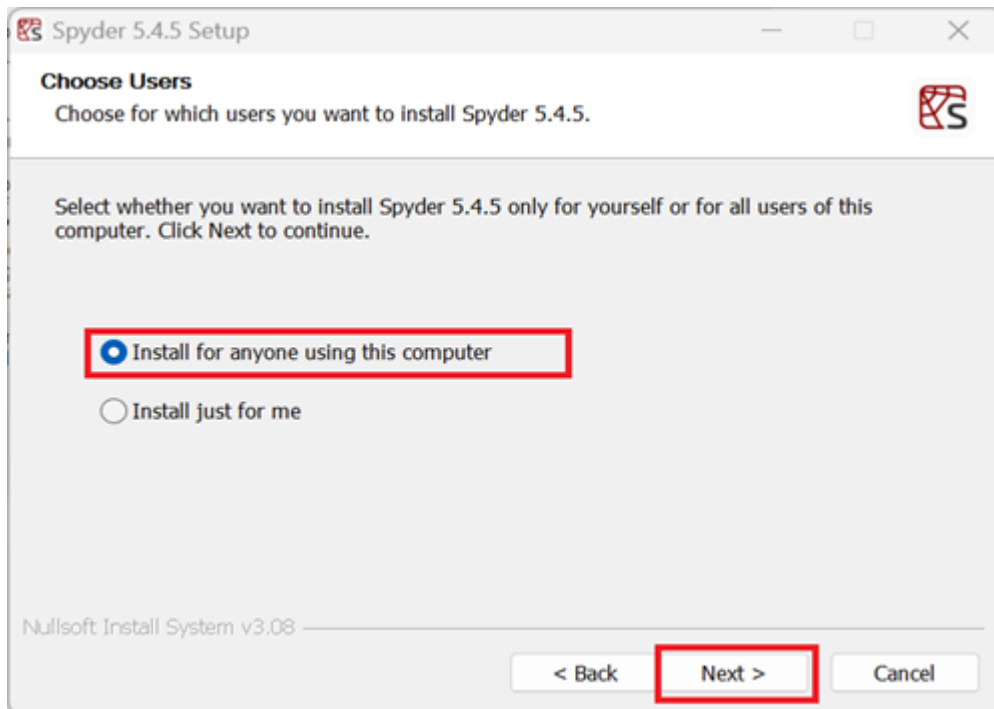 Spyder 5.4.5 Setup
Choose Users
Choose for which users you want to install Spyder 5.4.5.
S
Select whether you want to install Spyder 5.4.5 only for yourself or for all users of this
computer. Click Next to continue.
Install for anyone using this computer
Install just for me
Nullsoft Install System v3.08
< Back Next > Cancel